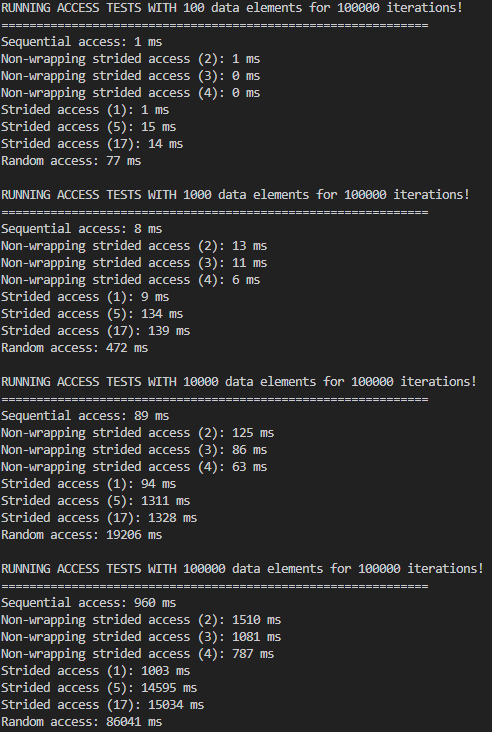 RUNNING ACCESS TESTS WITH 100 data elements for 100000 iterations!
=============================================================
Sequential access: 1 ms
Non-wrapping strided access (2): 1 ms
Non-wrapping strided access (3): 0 ms
Non-wrapping strided access (4): 0 ms
Strided access (1): 1 ms
Strided access (5): 15 ms
Strided access (17): 14 ms
Random access: 77 ms
RUNNING ACCESS TESTS WITH 1000 data elements for 100000 iterations!
=============================================================
Sequential access: 8 ms
Non-wrapping strided access (2): 13 ms
Non-wrapping strided access (3): 11 ms
Non-wrapping strided access (4): 6 ms
Strided access (1): 9 ms
Strided access (5): 134 ms
Strided access (17): 139 ms
Random access: 472 ms
RUNNING ACCESS TESTS WITH 10000 data elements for 100000 iterations!
=============================================================
Sequential access: 89 ms
Non-wrapping strided access (2): 125 ms
Non-wrapping strided access (3): 86 ms
Non-wrapping strided access (4): 63 ms
Strided access (1): 94 ms
Strided access (5): 1311 ms
Strided access (17): 1328 ms
Random access: 19206 ms
RUNNING ACCESS TESTS WITH 100000 data elements for 100000 iterations!
=============================================================
Sequential access: 960 ms
Non-wrapping strided access (2): 1510 ms
Non-wrapping strided access (3): 1081 ms
Non-wrapping strided access (4): 787 ms
Strided access (1): 1003 ms
Strided access (5): 14595 ms
Strided access (17): 15034 ms
Random access: 86041 ms